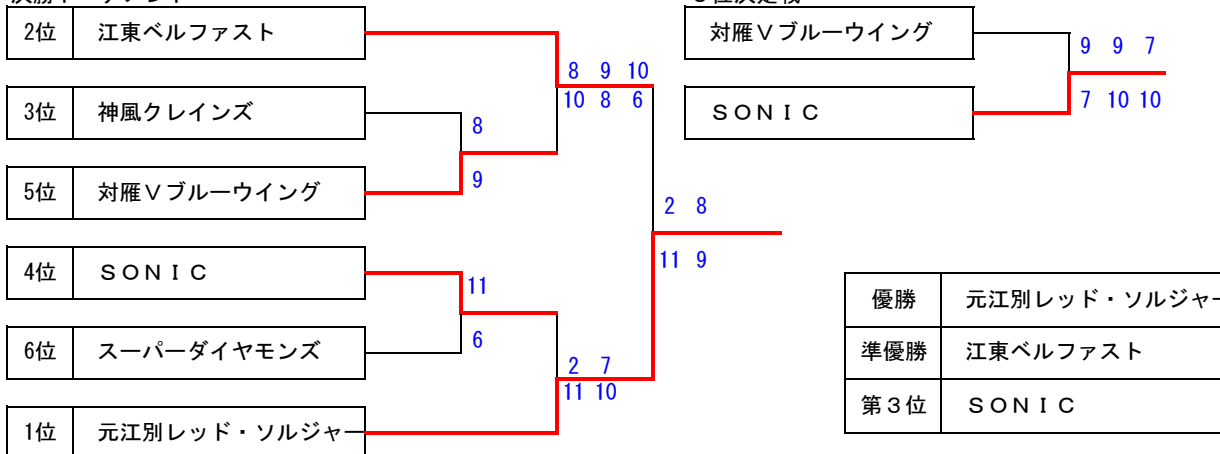 2位 江東ベルファスト
3位 神風クレインズ
5位 対雁Ⅴブルーウイング
4位 ＳＯＮＩＣ
6位 スーパーダイヤモンズ
1位 元江別レッド・ソルジャー
8 9 10
10 8 6
8
9
11
6
2 7
11 10
2 8
11 9
対雁Ⅴブルーウイング
ＳＯＮＩＣ
9 9 7
7 10 10
優勝 元江別レッド・ソルジャー
準優勝 江東ベルファスト
第３位 ＳＯＮＩＣ